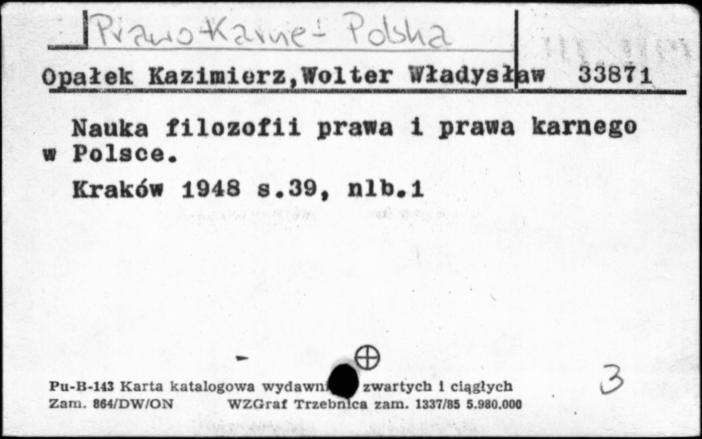 Prawo-Karne - Polska
Opałek Kazimierz,Wolter Władysław 33871
Nauka filozofii prawa i prawa karnego
w Polsce.
Kraków 1948 s.39, nlb.1
Pu-B-143 Karta katalogowa zwartych i ciągłych
Zam. 864/DW/ON WZGraf Trzebnica zam. 1337/85 5.980.000
3